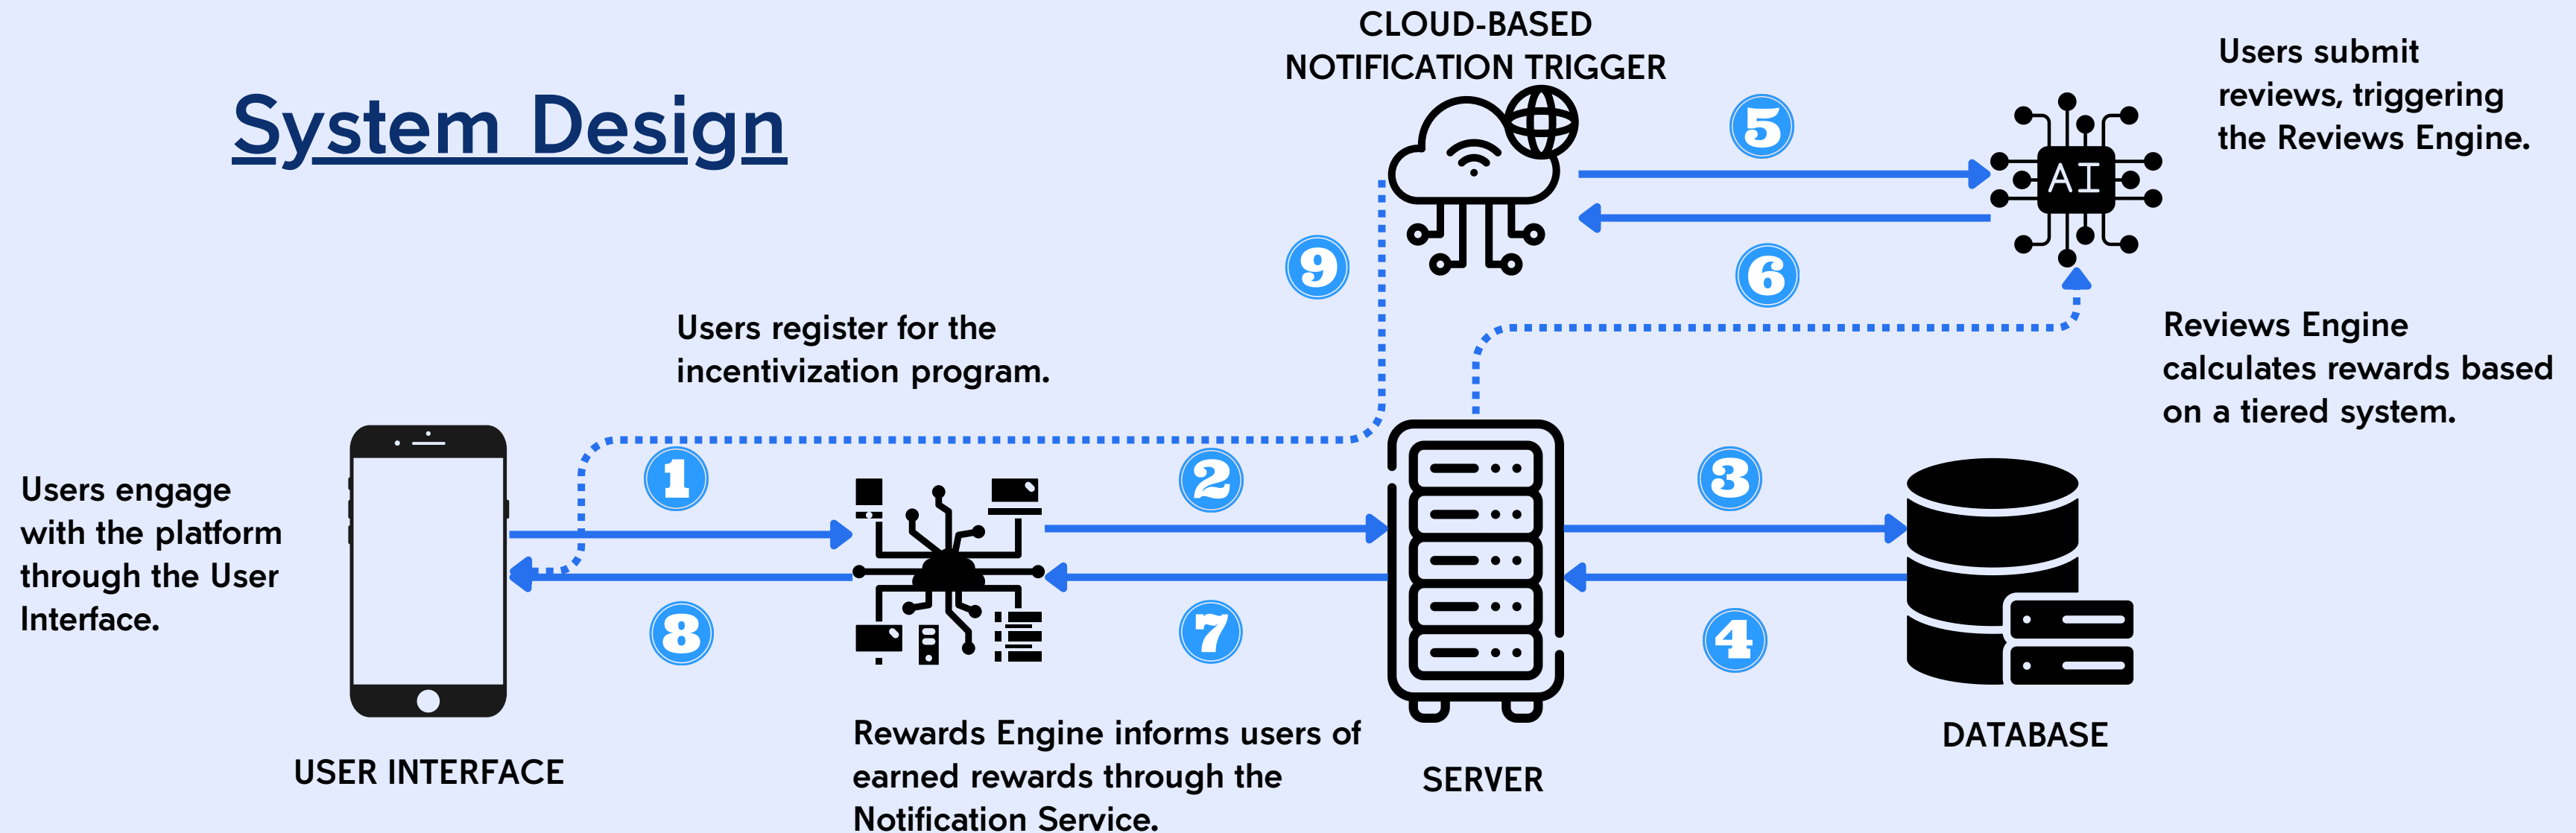 System Design
CLOUD-BASED
NOTIFICATION TRIGGER
5
AI
Users submit
reviews, triggering
the Reviews Engine.
9
6
Users register for the
incentivization program.
Reviews Engine
calculates rewards based
on a tiered system.
Users engage
with the platform
through the User
Interface.
1
2
3
8
7
4
USER INTERFACE
Rewards Engine informs users of
earned rewards through the
Notification Service.
SERVER
DATABASE